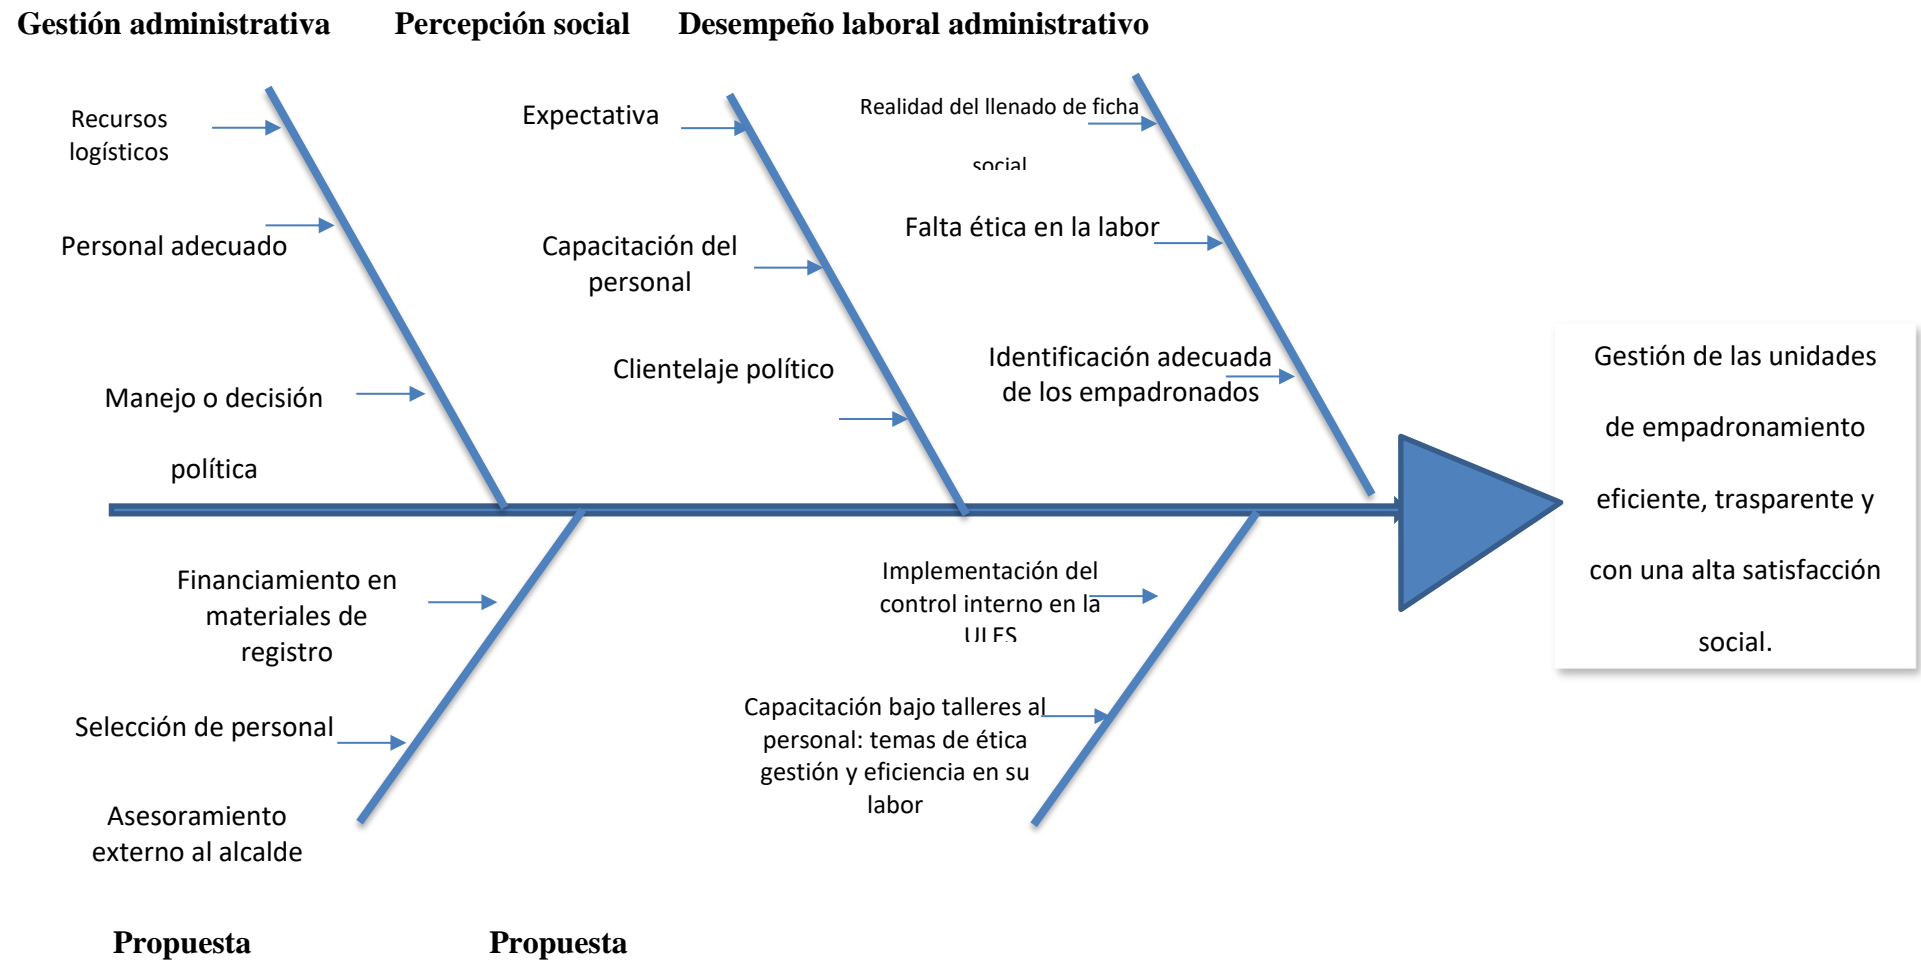 Gestión administrativa
Percepción social
Desempeño laboral administrativo
Recursos
logísticos
Personal adecuado
Manejo o decisión
política
Expectativa
Capacitación del
personal
Clientelaje político
Realidad del llenado de ficha
social
Falta ética en la labor
Identificación adecuada
de los empadronados
Gestión de las unidades
de empadronamiento
eficiente, trasparente y
con una alta satisfacción
social.
Financiamiento en
materiales de
registro
Selección de personal
Asesoramiento
externo al alcalde
Implementación del
control interno en la
ULES
Capacitación bajo talleres al
personal: temas de ética
gestión y eficiencia en su
labor
Propuesta
Propuesta